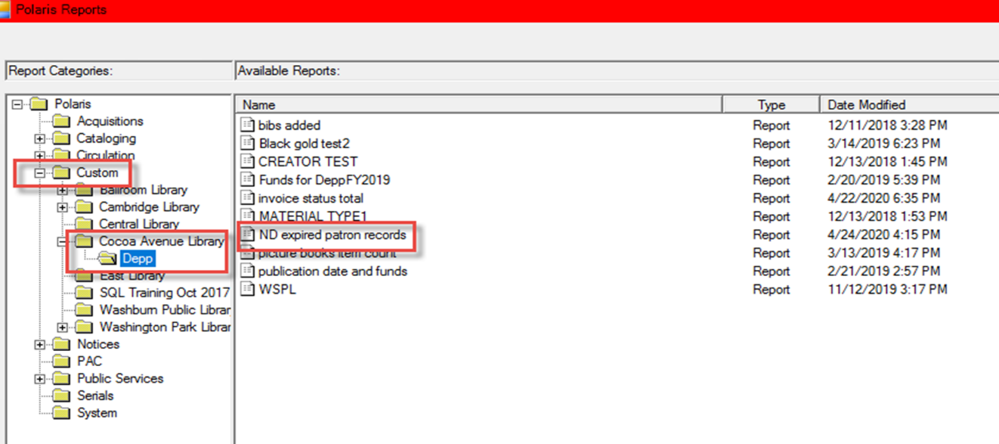 Polaris Reports
Report Categories:
Available Reports:
Polaris
Acquisitions
Cataloging
Circulation
Custom
Ballroom Library
Cambridge Library
Central Library
Cocoa Avenue Library
Depp
East Library
SQL Training Oct 2017
Washburn Public Librar
Washington Park Librar
Notices
PAC
Public Services
Serials
System
Name Type Date Modified
bibs added Report 12/11/2018 3:28 PM
Black gold test2 Report 3/14/2019 6:23 PM
CREATOR TEST Report 12/13/2018 1:45 PM
Funds for DeppFY2019 Report 2/20/2019 5:39 PM
invoice status total Report 4/22/2020 6:35 PM
MATERIAL TYPE1 Report 12/13/2018 1:53 PM
ND expired patron records Report 4/24/2020 4:15 PM
picture books item count Report 3/13/2019 4:17 PM
publication date and funds Report 2/21/2019 2:57 PM
WSPL Report 11/12/2019 3:17 PM